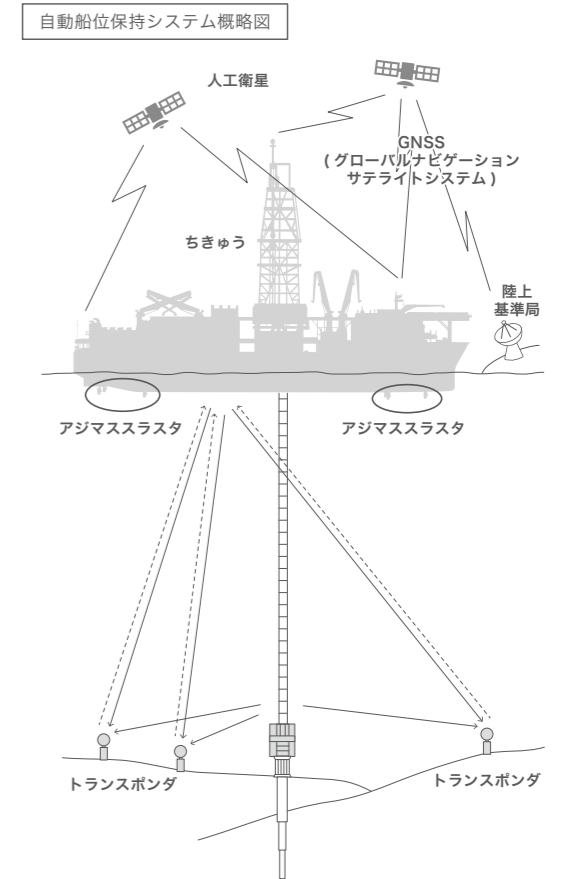 自動船位保持システム概略図
人工衛星
GNSS
(グローバルナビゲーション
サテライトシステム)
ちきゅう
陸上
基準局
アジマススラスタ
アジマススラスタ
トランスポンダ
トランスポンダ